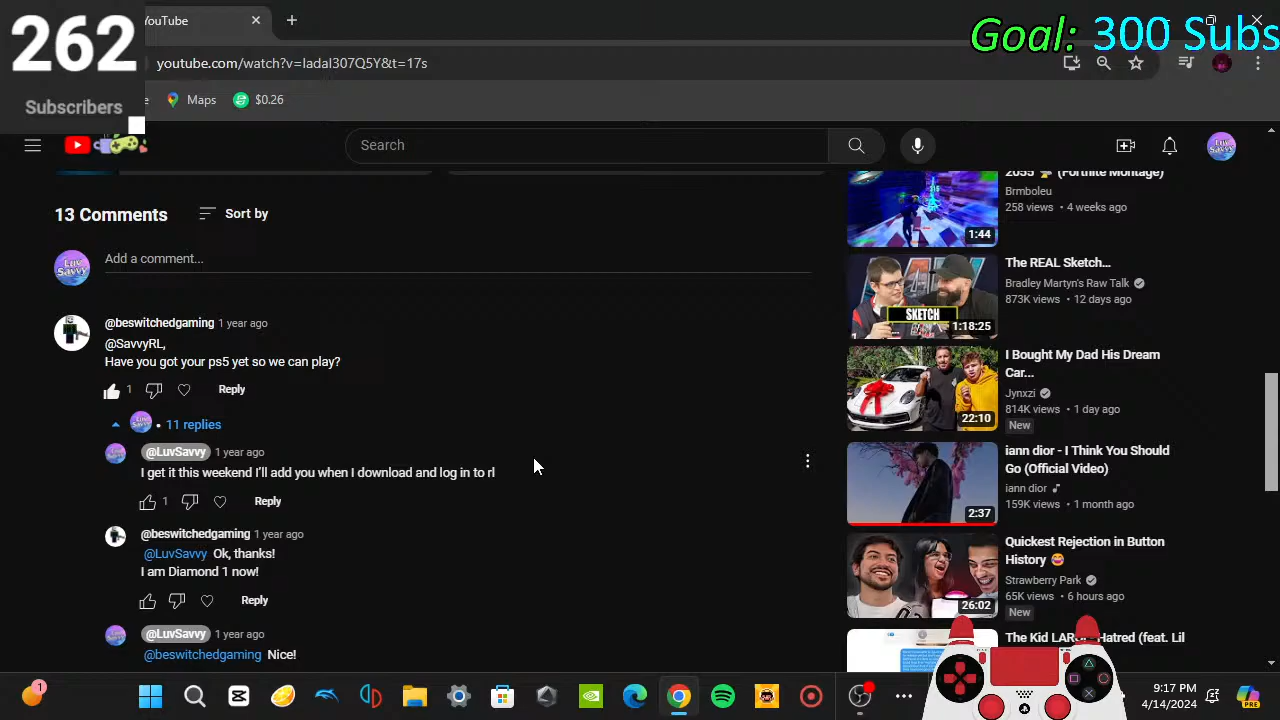 262
Subscribers
YouTube
Goal: 300 Subs
youtube.com/watch?v=Iadal307Q5Y&t=17s
Maps
$0.26
Search
13 Comments
Sort by
Add a comment...
@beswitchedgaming 1 year ago
@SavvyRL,
Have you got your ps5 yet so we can play?
1
Reply
11 replies
@LuvSavvy 1 year ago
I get it this weekend I'll add you when I download and log in to rl
1
Reply
@beswitchedgaming 1 year ago
@LuvSavvy Ok, thanks!
I am Diamond 1 now!
Reply
@LuvSavvy 1 year ago
@beswitchedgaming Nice!
2055 (Fortnite Montage)
Brmboleu
258 views • 4 weeks ago
1:44
The REAL Sketch...
Bradley Martyn's Raw Talk
873K views • 12 days ago
SKETCH
1:18:25
I Bought My Dad His Dream
Car...
Jynxzi
814K views • 1 day ago
New
22:10
iann dior - I Think You Should
Go (Official Video)
iann dior
159K views • 1 month ago
2:37
Quickest Rejection in Button
History
Strawberry Park
65K views • 6 hours ago
New
26:02
The Kid LAROI Hatred (feat. Lil
1
PRE
9:17 PM
4/14/2024